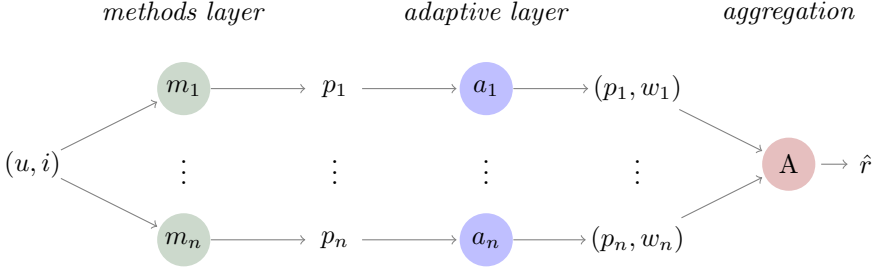 methods layer adaptive layer aggregation
m₁ p₁ a₁ (p₁, w₁)
(u, i) ⋮ ⋮ ⋮ ⋮ A r̂
mₙ pₙ aₙ (pₙ, wₙ)